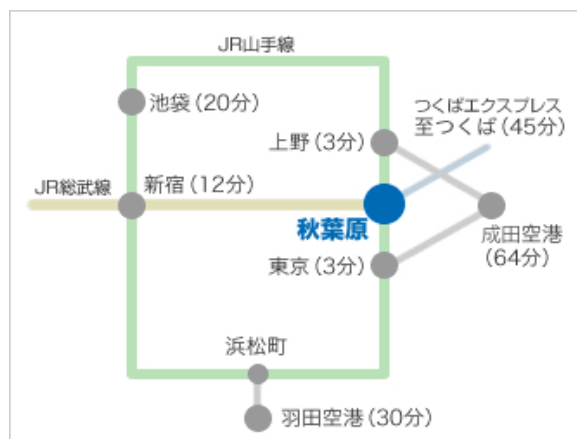 JR山手線
池袋(20分)
つくばエクスプレス
至つくば(45分)
上野(3分)
JR総武線
新宿(12分)
秋葉原
成田空港
(64分)
東京(3分)
浜松町
羽田空港(30分)